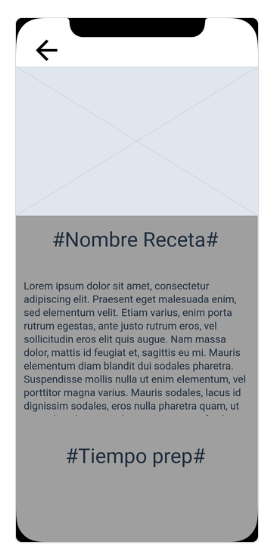 #Nombre Receta#
Lorem ipsum dolor sit amet, consectetur
adipiscing elit. Praesent eget malesuada enim,
sed elementum velit. Etiam varius, enim porta
rutrum egestas, ante justo rutrum eros, vel
sollicitudin eros elit quis augue. Nam massa
dolor, mattis id feugiat et, sagittis eu mi. Mauris
elementum diam blandit dui sodales pharetra.
Suspendisse mollis nulla ut enim elementum, vel
porttitor magna varius. Mauris sodales, lacus id
dignissim sodales, eros nulla pharetra quam, ut
#Tiempo prep#